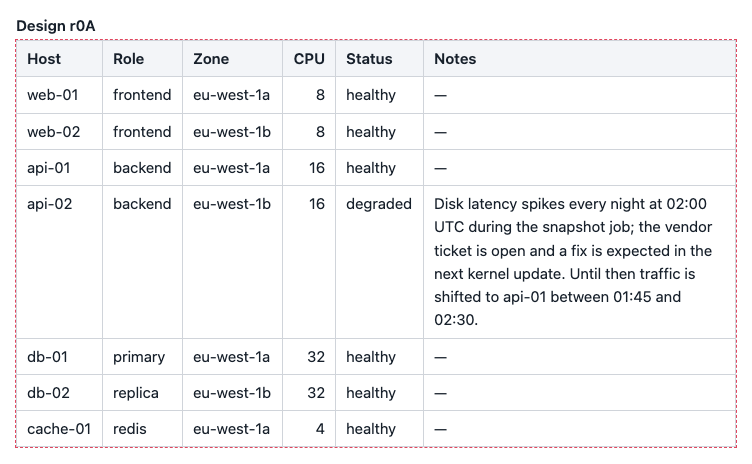 Design r0A
Host Role Zone CPU Status Notes
web-01 frontend eu-west-1a 8 healthy —
web-02 frontend eu-west-1b 8 healthy —
api-01 backend eu-west-1a 16 healthy —
api-02 backend eu-west-1b 16 degraded Disk latency spikes every night at 02:00
UTC during the snapshot job; the vendor
ticket is open and a fix is expected in the
next kernel update. Until then traffic is
shifted to api-01 between 01:45 and
02:30.
db-01 primary eu-west-1a 32 healthy —
db-02 replica eu-west-1b 32 healthy —
cache-01 redis eu-west-1a 4 healthy —